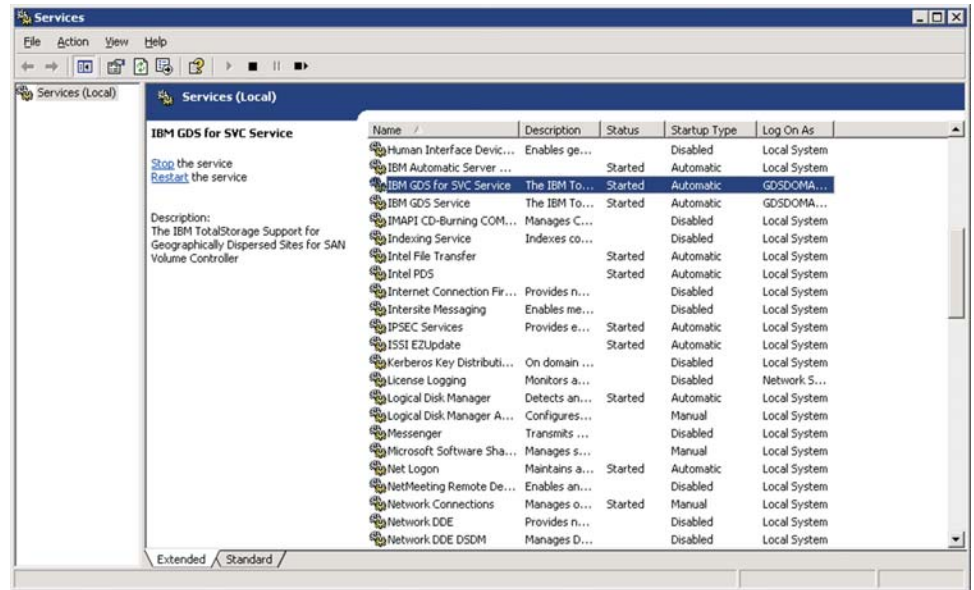 Services
File Action View Help
Services (Local)
Services (Local)
IBM GDS for SVC Service
Stop the service
Restart the service
Description:
The IBM TotalStorage Support for
Geographically Dispersed Sites for SAN
Volume Controller
Name Description Status Startup Type Log On As
Human Interface Devic... Enables ge... Disabled Local System
IBM Automatic Server ... Started Automatic Local System
IBM GDS for SVC Service The IBM To... Started Automatic GDSDOMA...
IBM GDS Service The IBM To... Started Automatic GDSDOMA...
IMAPI CD-Burning COM... Manages C... Disabled Local System
Indexing Service Indexes co... Disabled Local System
Intel File Transfer Started Automatic Local System
Intel PDS Started Automatic Local System
Internet Connection Fir... Provides n... Disabled Local System
Intersite Messaging Enables me... Disabled Local System
IPSEC Services Provides e... Started Automatic Local System
ISSI EZUpdate Started Automatic Local System
Kerberos Key Distributi... On domain ... Disabled Local System
License Logging Monitors a... Disabled Network S...
Logical Disk Manager Detects an... Started Automatic Local System
Logical Disk Manager A... Configures... Manual Local System
Messenger Transmits ... Disabled Local System
Microsoft Software Sha... Manages s... Manual Local System
Net Logon Maintains a... Started Automatic Local System
NetMeeting Remote De... Enables an... Disabled Local System
Network Connections Manages o... Started Manual Local System
Network DDE Provides n... Disabled Local System
Network DDE DSDM Manages D... Disabled Local System
Extended Standard